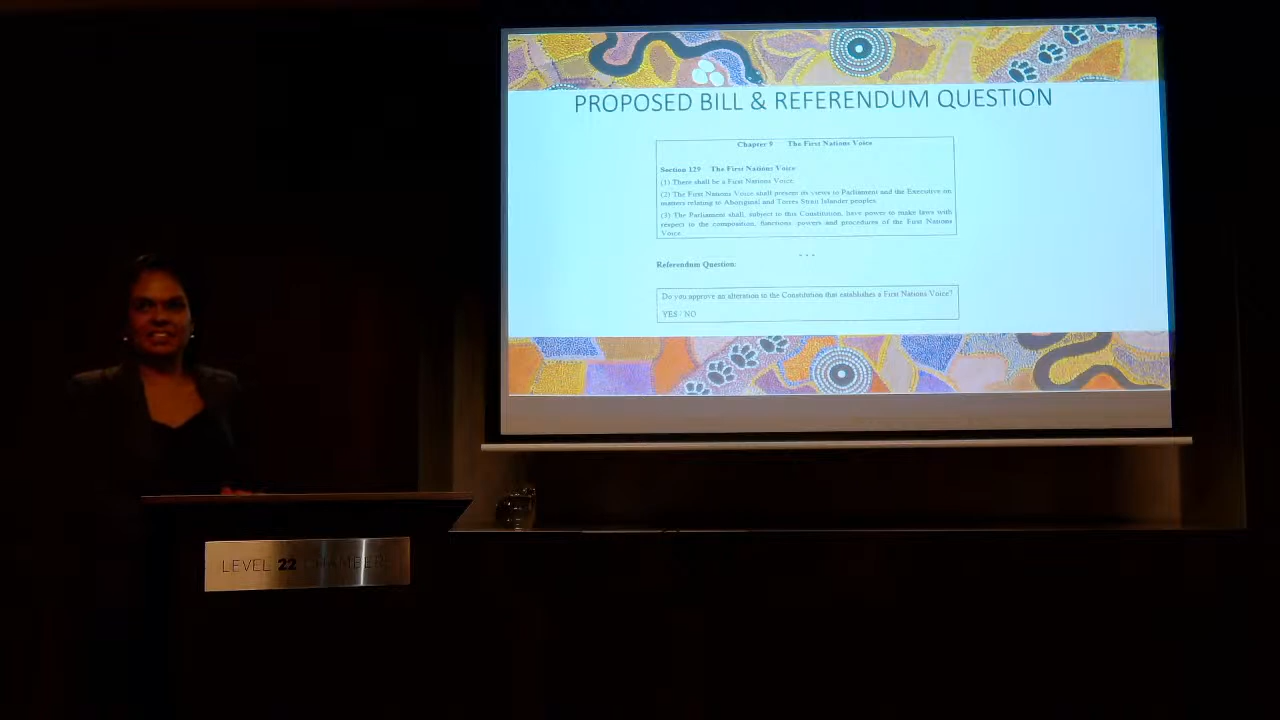 PROPOSED BILL & REFERENDUM QUESTION
Chapter 9 The First Nations Voice
Section 129 The First Nations Voice
(1) There shall be a First Nations Voice.
(2) The First Nations Voice shall present its views to Parliament and the Executive on
matters relating to Aboriginal and Torres Strait Islander peoples.
(3) The Parliament shall, subject to this Constitution, have power to make laws with
respect to the composition, functions, powers and procedures of the First Nations
Voice.
* * *
Referendum Question:
Do you approve an alteration to the Constitution that establishes a First Nations Voice?
YES / NO
LEVEL 22 CHAMBERS